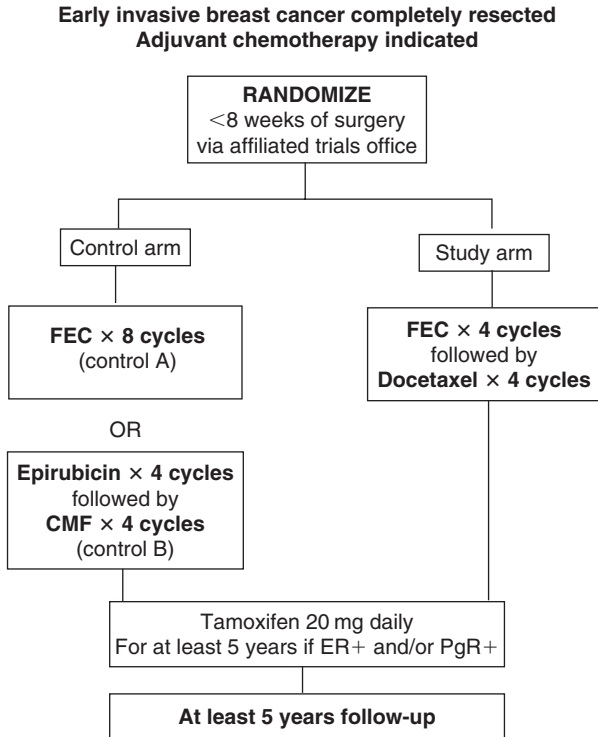 Early invasive breast cancer completely resected
Adjuvant chemotherapy indicated
RANDOMIZE
<8 weeks of surgery
via affiliated trials office
Control arm
Study arm
FEC × 8 cycles
(control A)
FEC × 4 cycles
followed by
Docetaxel × 4 cycles
OR
Epirubicin × 4 cycles
followed by
CMF × 4 cycles
(control B)
Tamoxifen 20 mg daily
For at least 5 years if ER+ and/or PgR+
At least 5 years follow-up